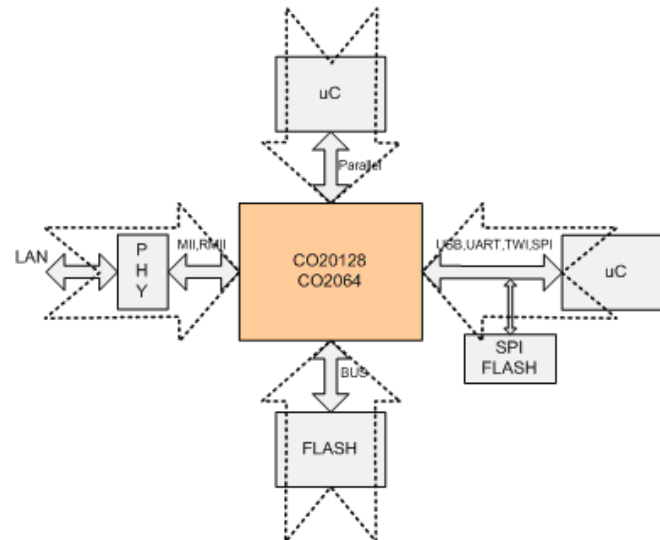 uC
Parallel
LAN
P
H
Y
MII,RMII
CO20128
CO2064
USB,UART,TWI,SPI
uC
SPI
FLASH
BUS
FLASH